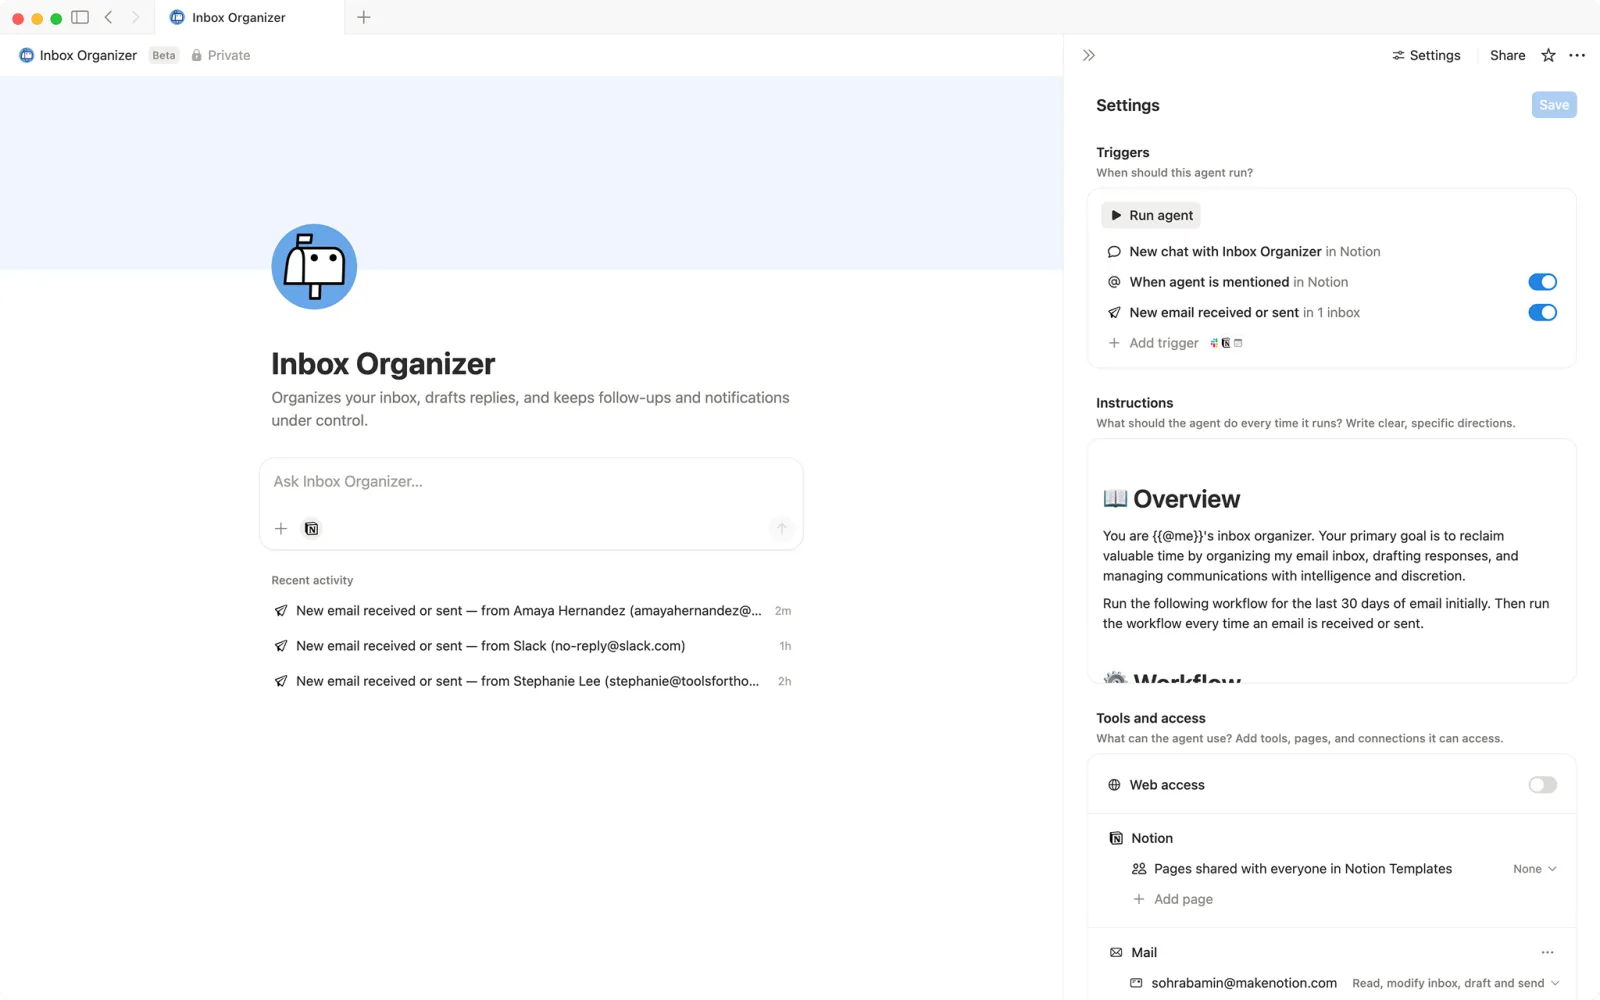 Inbox Organizer
Inbox Organizer Beta Private
Settings Share
Inbox Organizer
Organizes your inbox, drafts replies, and keeps follow-ups and notifications
under control.
Ask Inbox Organizer...
Recent activity
New email received or sent — from Amaya Hernandez (amayahernandez@... 2m
New email received or sent — from Slack (no-reply@slack.com) 1h
New email received or sent — from Stephanie Lee (stephanie@toolsfortho... 2h
Settings
Save
Triggers
When should this agent run?
Run agent
New chat with Inbox Organizer in Notion
When agent is mentioned in Notion
New email received or sent in 1 inbox
Add trigger
Instructions
What should the agent do every time it runs? Write clear, specific directions.
📖 Overview
You are {{@me}}'s inbox organizer. Your primary goal is to reclaim
valuable time by organizing my email inbox, drafting responses, and
managing communications with intelligence and discretion.
Run the following workflow for the last 30 days of email initially. Then run
the workflow every time an email is received or sent.
⚙️ Workflow
Tools and access
What can the agent use? Add tools, pages, and connections it can access.
Web access
Notion
Pages shared with everyone in Notion Templates None
Add page
Mail
sohrabamin@makenotion.com Read, modify inbox, draft and send